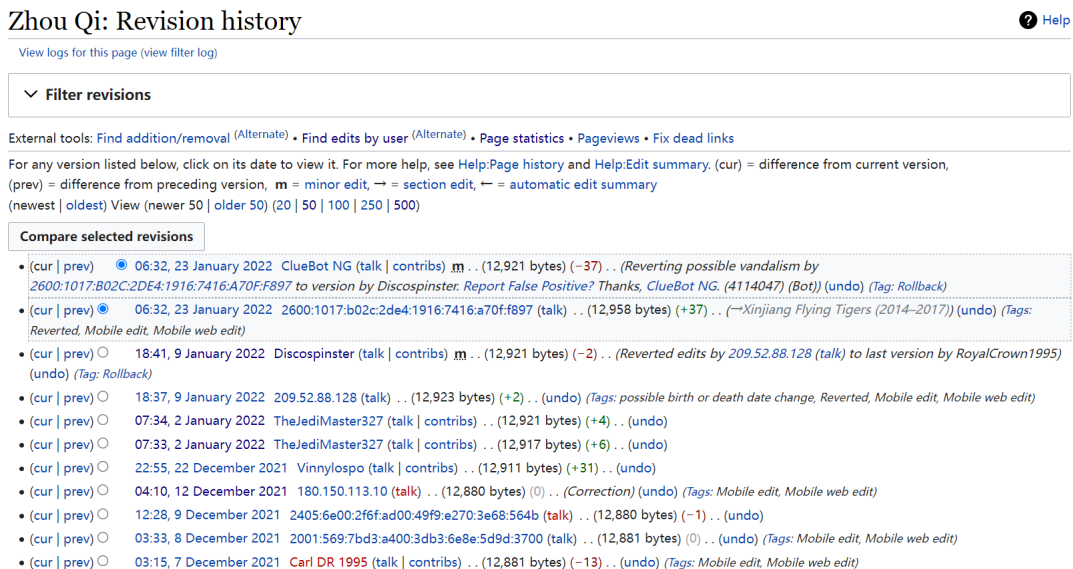 Zhou Qi: Revision history
? Help
View logs for this page (view filter log)
Filter revisions
External tools: Find addition/removal (Alternate) • Find edits by user (Alternate) • Page statistics • Pageviews • Fix dead links
For any version listed below, click on its date to view it. For more help, see Help:Page history and Help:Edit summary. (cur) = difference from current version,
(prev) = difference from preceding version, m = minor edit, → = section edit, ← = automatic edit summary
(newest | oldest) View (newer 50 | older 50) (20 | 50 | 100 | 250 | 500)
Compare selected revisions
• (cur | prev) 06:32, 23 January 2022 ClueBot NG (talk | contribs) m . . (12,921 bytes) (−37) . . (Reverting possible vandalism by
2600:1017:B02C:2DE4:1916:7416:A70F:F897 to version by Discospinster. Report False Positive? Thanks, ClueBot NG. (4114047) (Bot)) (undo) (Tag: Rollback)
• (cur | prev) 06:32, 23 January 2022 2600:1017:b02c:2de4:1916:7416:a70f:f897 (talk) . . (12,958 bytes) (+37) . . (→Xinjiang Flying Tigers (2014–2017)) (undo) (Tags:
Reverted, Mobile edit, Mobile web edit)
• (cur | prev) 18:41, 9 January 2022 Discospinster (talk | contribs) m . . (12,921 bytes) (−2) . . (Reverted edits by 209.52.88.128 (talk) to last version by RoyalCrown1995)
(undo) (Tag: Rollback)
• (cur | prev) 18:37, 9 January 2022 209.52.88.128 (talk) . . (12,923 bytes) (+2) . . (undo) (Tags: possible birth or death date change, Reverted, Mobile edit, Mobile web edit)
• (cur | prev) 07:34, 2 January 2022 TheJediMaster327 (talk | contribs) . . (12,921 bytes) (+4) . . (undo)
• (cur | prev) 07:33, 2 January 2022 TheJediMaster327 (talk | contribs) . . (12,917 bytes) (+6) . . (undo)
• (cur | prev) 22:55, 22 December 2021 Vinnylospo (talk | contribs) . . (12,911 bytes) (+31) . . (undo)
• (cur | prev) 04:10, 12 December 2021 180.150.113.10 (talk) . . (12,880 bytes) (0) . . (Correction) (undo) (Tags: Mobile edit, Mobile web edit)
• (cur | prev) 12:28, 9 December 2021 2405:6e00:2f6f:ad00:49f9:e270:3e68:564b (talk) . . (12,880 bytes) (−1) . . (undo)
• (cur | prev) 03:33, 8 December 2021 2001:569:7bd3:a400:3db3:6e8e:5d9d:3700 (talk) . . (12,881 bytes) (0) . . (undo) (Tags: Mobile edit, Mobile web edit)
• (cur | prev) 03:15, 7 December 2021 Carl DR 1995 (talk | contribs) . . (12,881 bytes) (−13) . . (undo) (Tags: Mobile edit, Mobile web edit)